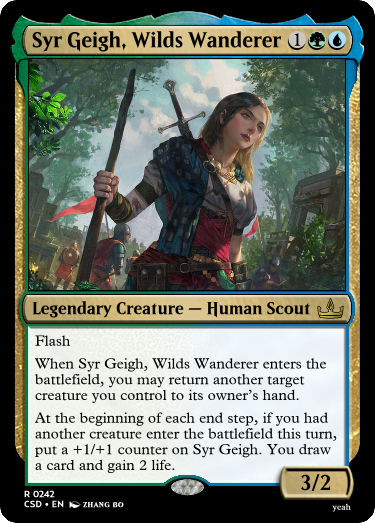 Syr Geigh, Wilds Wanderer 1
Legendary Creature — Human Scout
Flash
When Syr Geigh, Wilds Wanderer enters the
battlefield, you may return another target
creature you control to its owner's hand.
At the beginning of each end step, if you had
another creature enter the battlefield this turn,
put a +1/+1 counter on Syr Geigh. You draw
a card and gain 2 life.
3/2
R 0242
CSD • EN ZHANG BO
yeah